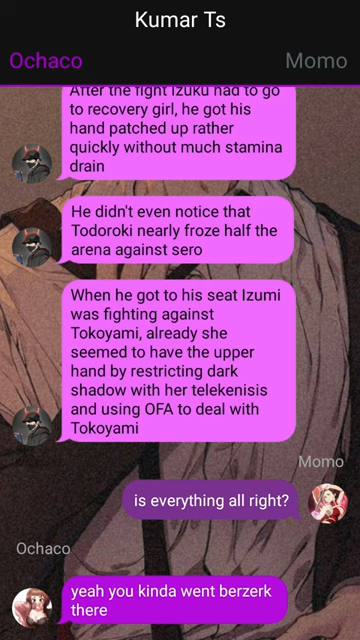 Kumar Ts
Ochaco
Momo
After the fight Izuku had to go
to recovery girl, he got his
hand patched up rather
quickly without much stamina
drain
He didn't even notice that
Todoroki nearly froze half the
arena against sero
When he got to his seat Izumi
was fighting against
Tokoyami, already she
seemed to have the upper
hand by restricting dark
shadow with her telekenisis
and using OFA to deal with
Tokoyami
Momo
is everything all right?
Ochaco
yeah you kinda went berzerk
there